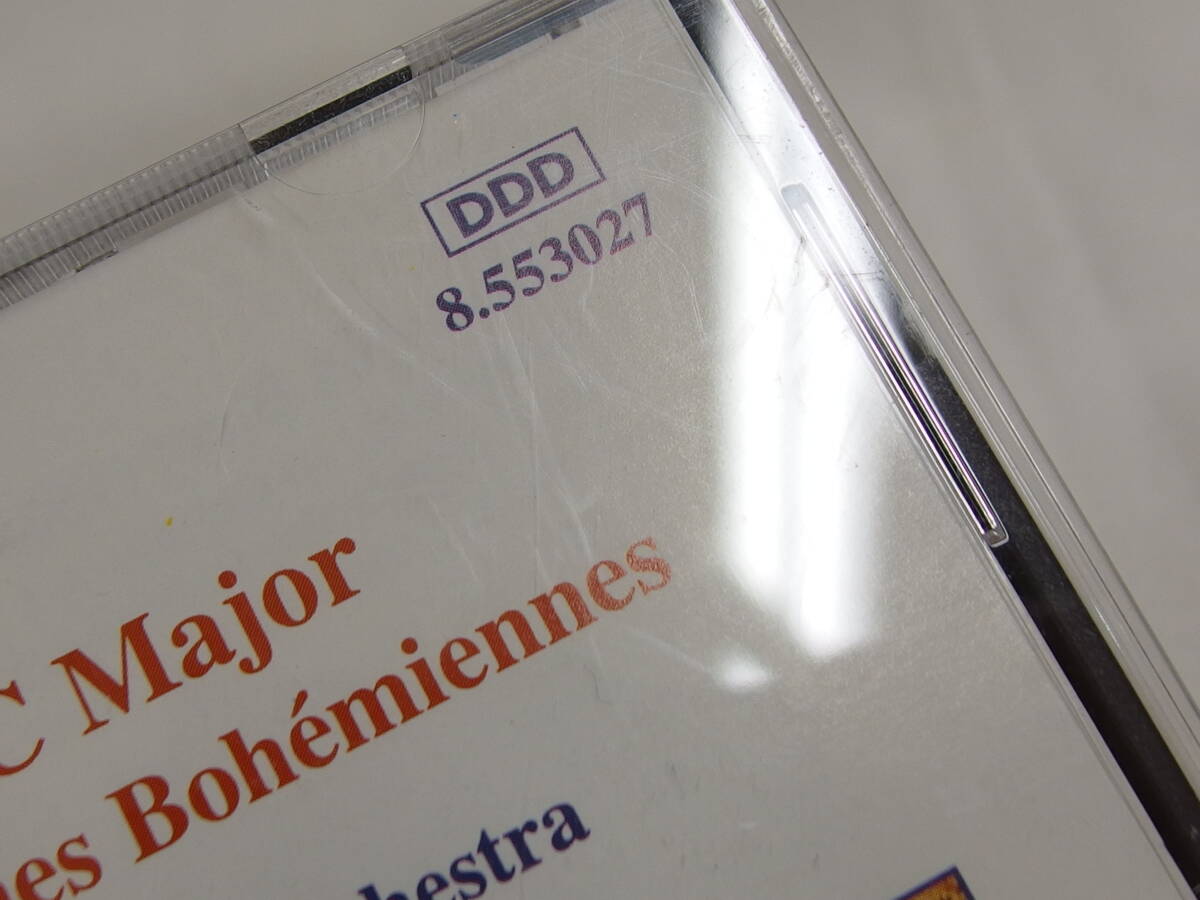 DDD
8.553027
C Major
es Bohémiennes
hestra